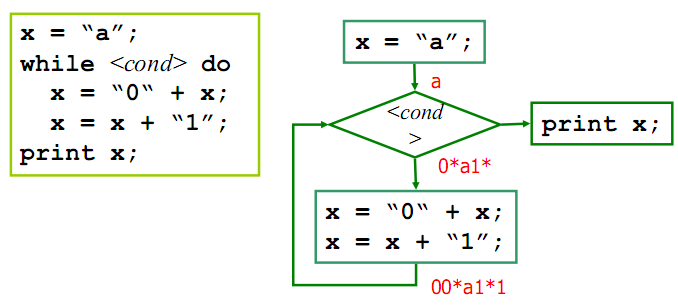 x = “a”;
while <cond> do
x = “0“ + x;
x = x + “1”;
print x;
x = “a”;
a
<cond
>
print x;
0*a1*
x = “0“ + x;
x = x + “1”;
00*a1*1